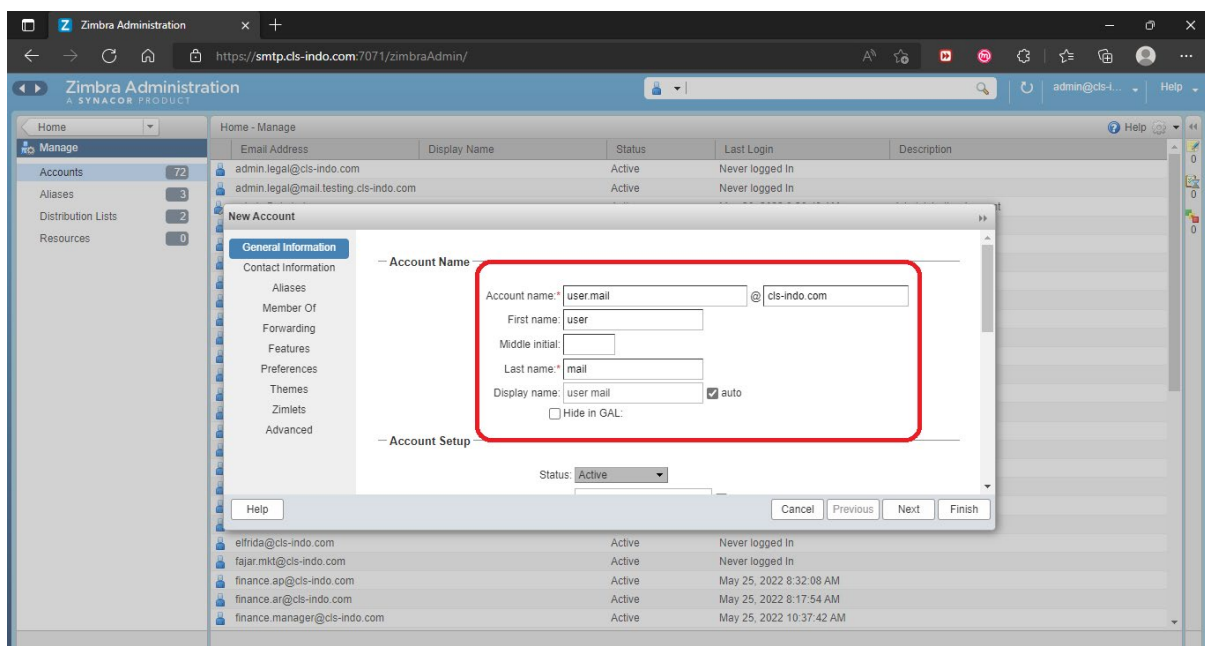 Zimbra Administration
https://smtp.cls-indo.com:7071/zimbraAdmin/
Zimbra Administration
A SYNACOR PRODUCT
admin@cls-i... Help
Home Home - Manage Help
Manage Email Address Display Name Status Last Login Description
Accounts 72 admin.legal@cls-indo.com Active Never logged In
Aliases 3 admin.legal@mail.testing.cls-indo.com Active Never logged In
Distribution Lists 2
Resources 0
0
0
0
New Account
General Information
Contact Information
Aliases
Member Of
Forwarding
Features
Preferences
Themes
Zimlets
Advanced
Account Name
Account name:* user.mail @ cls-indo.com
First name: user
Middle initial:
Last name:* mail
Display name: user mail auto
Hide in GAL:
Account Setup
Status: Active
Help Cancel Previous Next Finish
elfrida@cls-indo.com Active Never logged In
fajar.mkt@cls-indo.com Active Never logged In
finance.ap@cls-indo.com Active May 25, 2022 8:32:08 AM
finance.ar@cls-indo.com Active May 25, 2022 8:17:54 AM
finance.manager@cls-indo.com Active May 25, 2022 10:37:42 AM